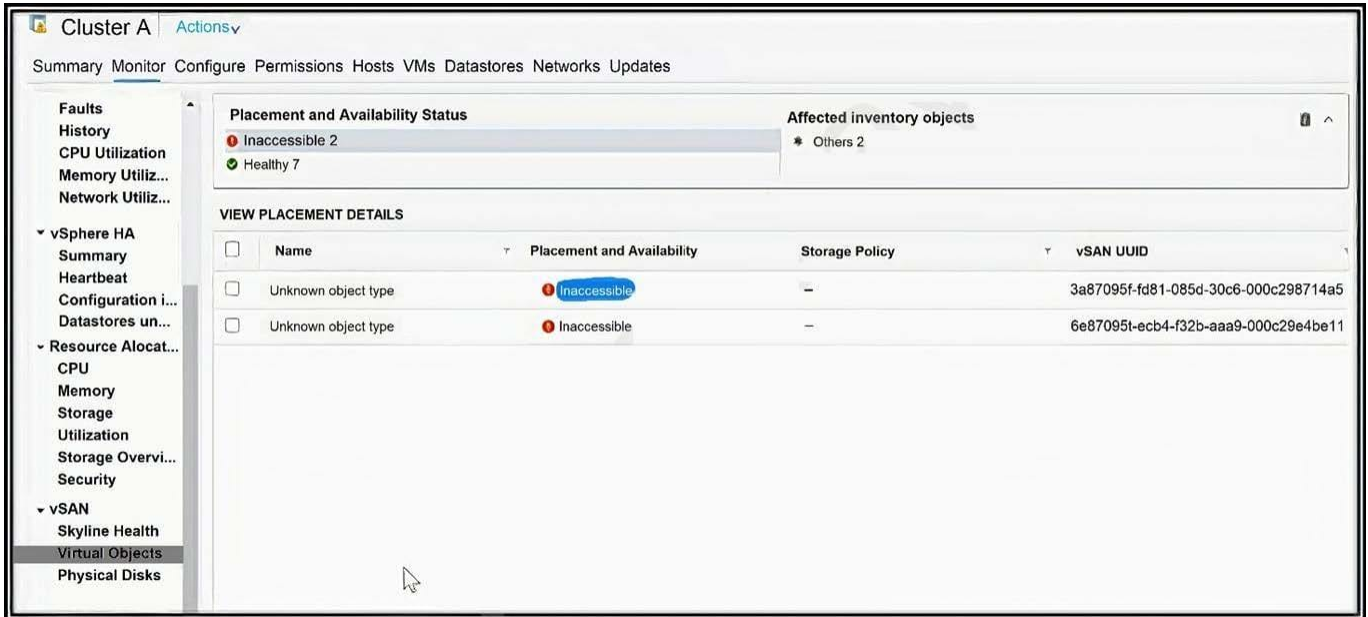 Cluster A Actions
Summary Monitor Configure Permissions Hosts VMs Datastores Networks Updates
Faults
History
CPU Utilization
Memory Utiliz...
Network Utiliz...
vSphere HA
Summary
Heartbeat
Configuration i...
Datastores un...
Resource Alocat...
CPU
Memory
Storage
Utilization
Storage Overvi...
Security
vSAN
Skyline Health
Virtual Objects
Physical Disks
Placement and Availability Status
Inaccessible 2
Healthy 7
Affected inventory objects
Others 2
VIEW PLACEMENT DETAILS
Name Placement and Availability Storage Policy vSAN UUID
Unknown object type Inaccessible – 3a87095f-fd81-085d-30c6-000c298714a5
Unknown object type Inaccessible – 6e87095t-ecb4-f32b-aaa9-000c29e4be11